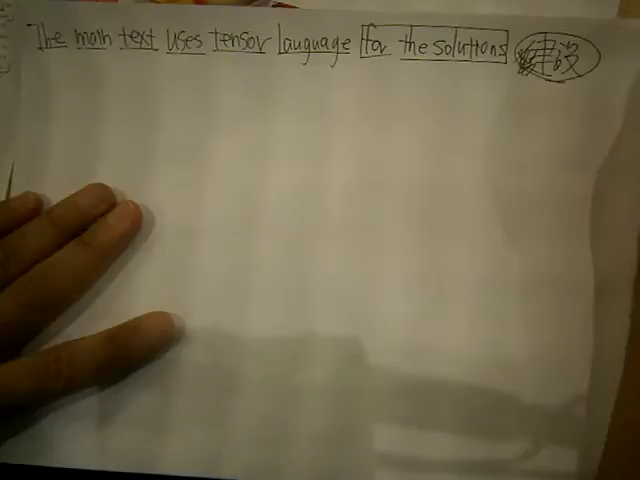 The main text uses tensor language for the solutions